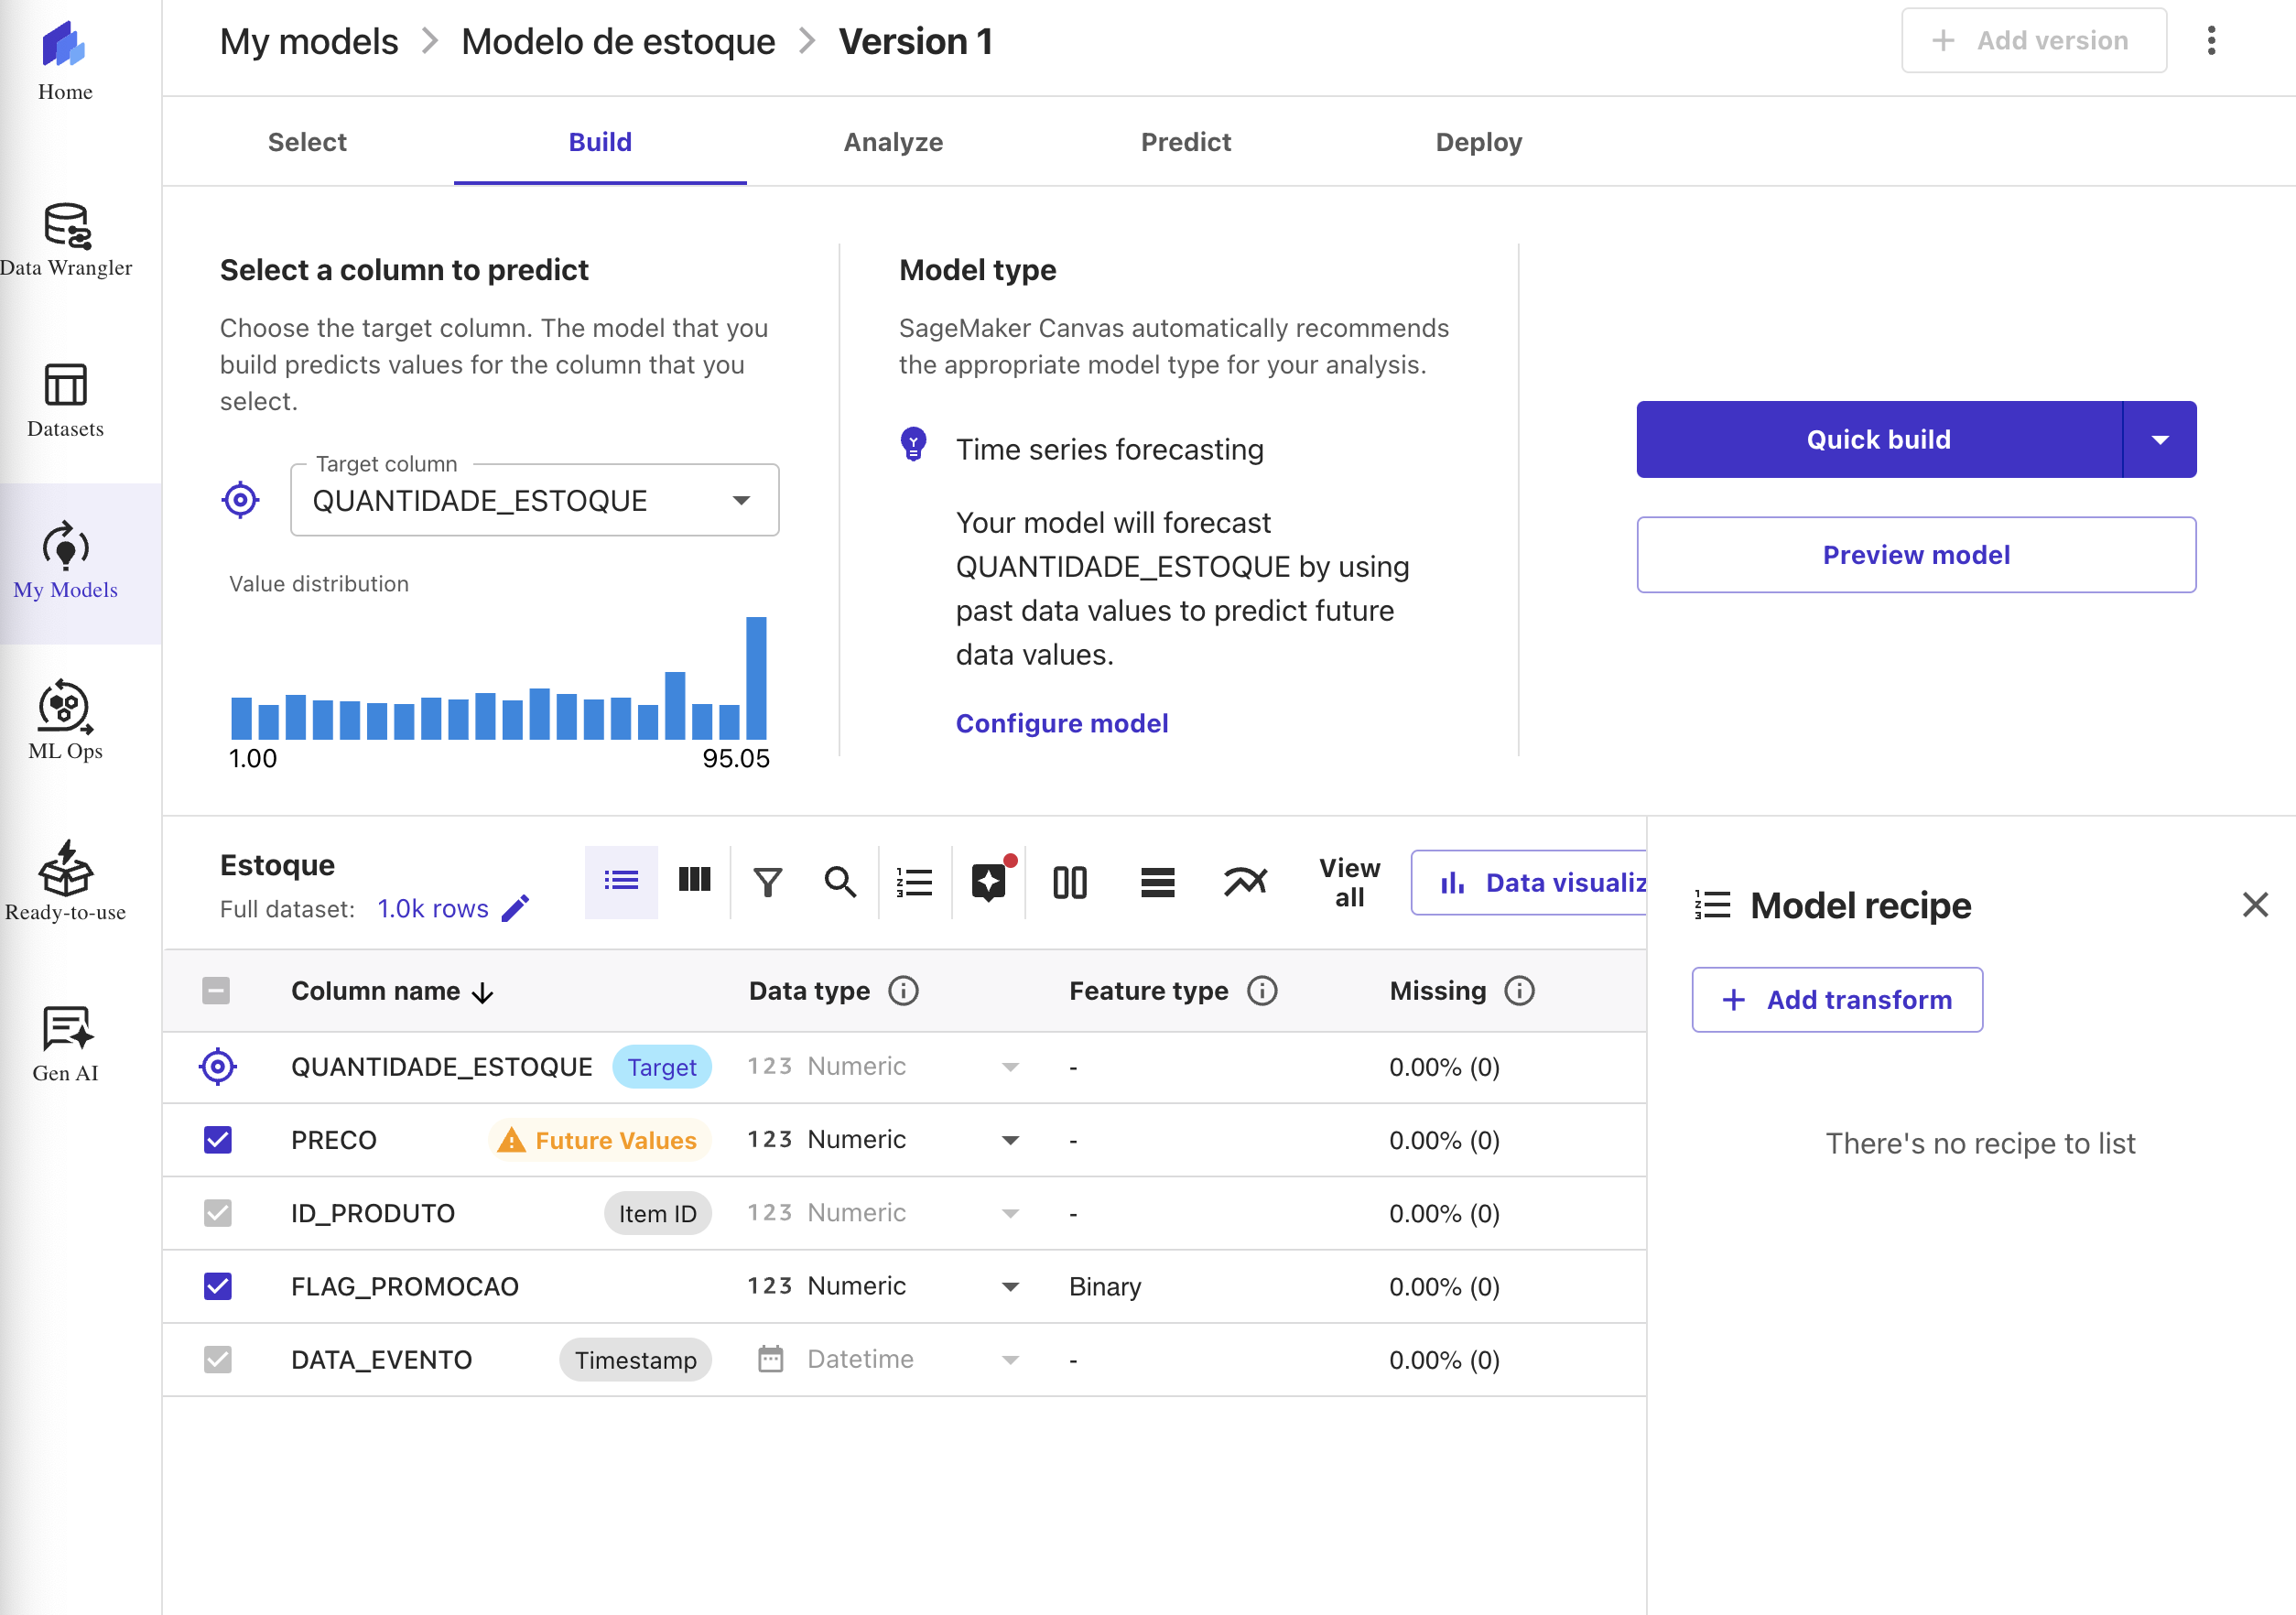 Home
Data Wrangler
Datasets
My Models
ML Ops
Ready-to-use
Gen AI
My models > Modelo de estoque > Version 1
+ Add version
Select
Build
Analyze
Predict
Deploy
Select a column to predict
Choose the target column. The model that you
build predicts values for the column that you
select.
Target column
QUANTIDADE_ESTOQUE
Value distribution
1.00
95.05
Model type
SageMaker Canvas automatically recommends
the appropriate model type for your analysis.
Time series forecasting
Your model will forecast
QUANTIDADE_ESTOQUE by using
past data values to predict future
data values.
Configure model
Quick build
Preview model
Estoque
Full dataset: 1.0k rows
View
all
Data visualiz
Column name Data type Feature type Missing
QUANTIDADE_ESTOQUE Target 123 Numeric - 0.00% (0)
PRECO Future Values 123 Numeric - 0.00% (0)
ID_PRODUTO Item ID 123 Numeric - 0.00% (0)
FLAG_PROMOCAO 123 Numeric Binary 0.00% (0)
DATA_EVENTO Timestamp Datetime - 0.00% (0)
Model recipe
+ Add transform
There's no recipe to list